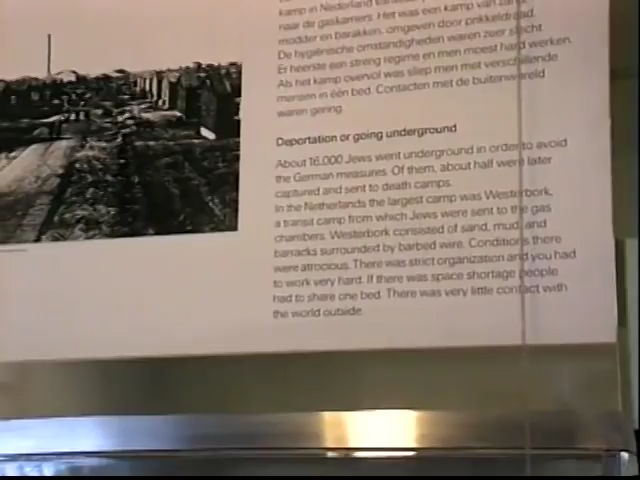 kamp in Nederland
naar de gaskamers. Het was een kamp van zand,
modder en barakken, omgeven door prikkeldraad.
De hygiënische omstandigheden waren zeer slecht.
Er heerste een streng regime en men moest hard werken.
Als het kamp overvol was sliep men met verschillende
mensen in één bed. Contacten met de buitenwereld
waren gering.
Deportation or going underground
About 16.000 Jews went underground in order to avoid
the German measures. Of them, about half were later
captured and sent to death camps.
In the Netherlands the largest camp was Westerbork,
a transit camp from which Jews were sent to the gas
chambers. Westerbork consisted of sand, mud, and
barracks surrounded by barbed wire. Conditions there
were atrocious. There was strict organization and you had
to work very hard. If there was space shortage people
had to share one bed. There was very little contact with
the world outside.